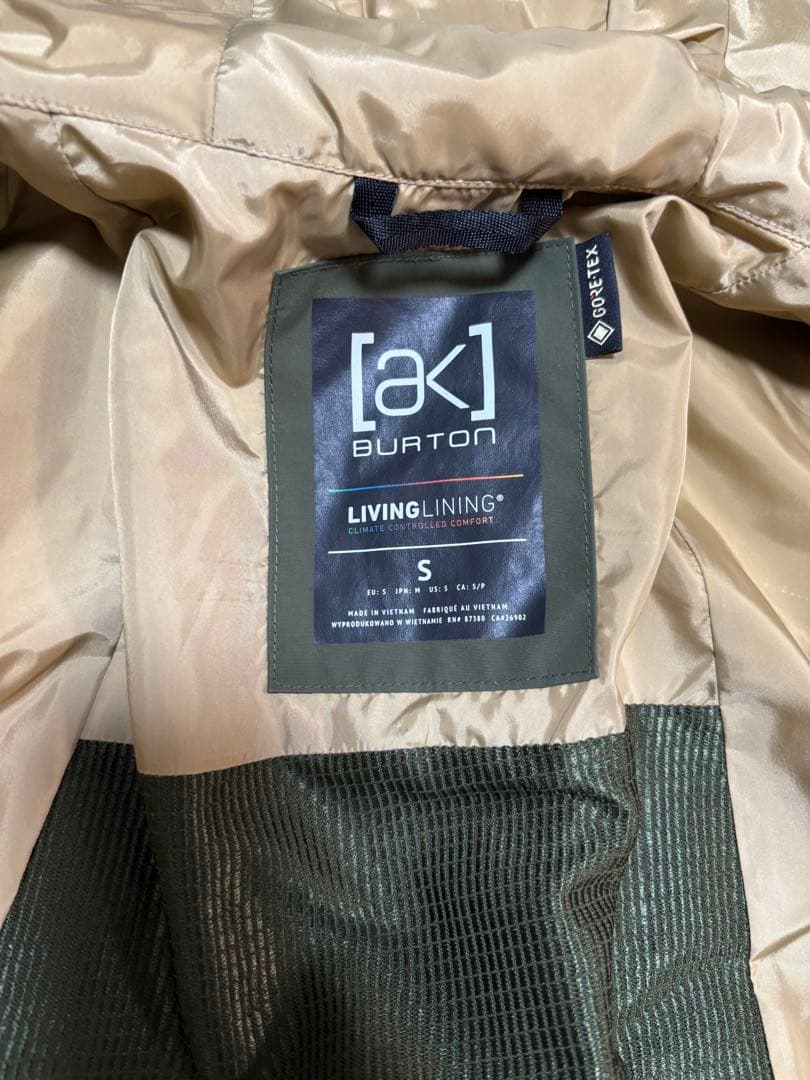 GORE-TEX
[ak]
BURTON
LIVINGLINING®
CLIMATE CONTROLLED COMFORT
S
EU: S JPN: M US: S CA: S/P
MADE IN VIETNAM FABRIQUÉ AU VIETNAM
WYPRODUKOWANO W WIETNAMIE RN# 87380 CA#26902